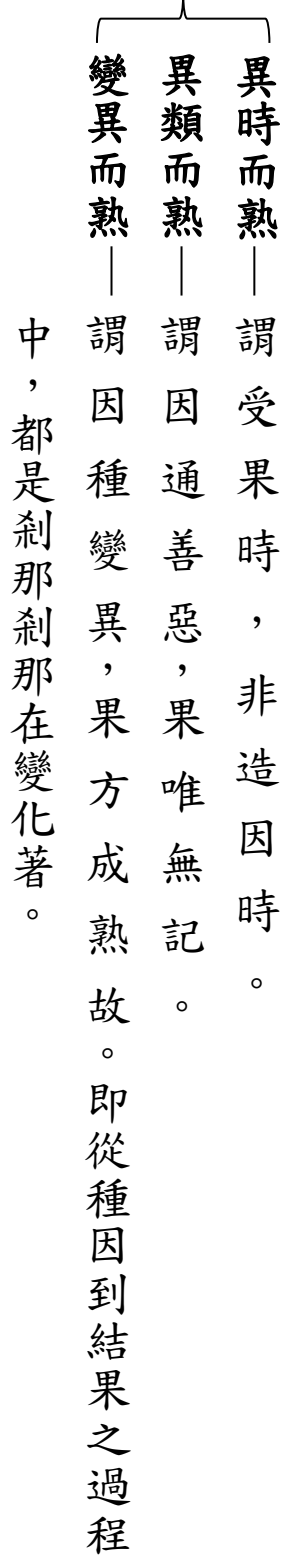 異時而熟—謂受果時，非造因時。
異類而熟—謂因通善惡，果唯無記。
變異而熟—謂因種變異，果方成熟故。即從種因到結果之過程
中，都是剎那剎那在變化著。